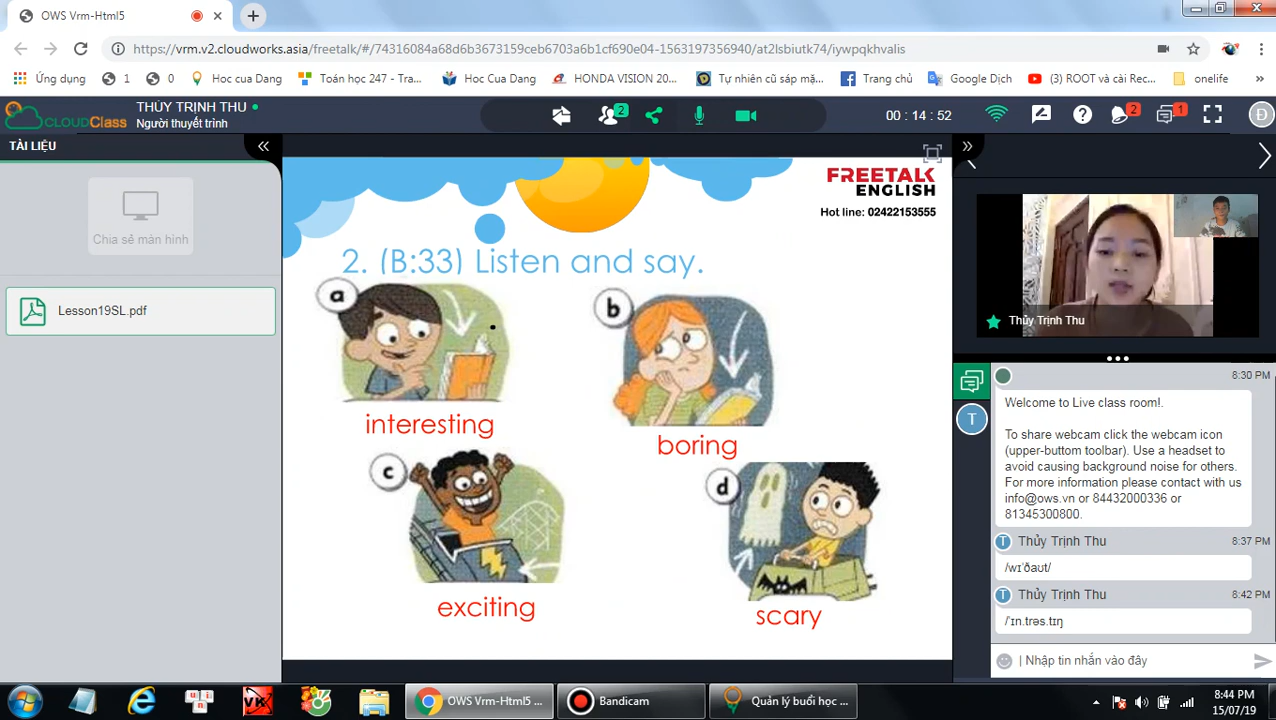 OWS Vrm-Html5
https://vrm.v2.cloudworks.asia/freetalk/#/74316084a68d6b3673159ceb6703a6b1cf690e04-1563197356940/at2lsbiutk74/iywpqkhvalis
Ứng dụng
1
0
Hoc cua Dang
Toán học 247 - Tra...
Học Cua Dang
HONDA VISION 20...
Tự nhiên cũ sáp mặ...
Trang chủ
Google Dịch
(3) ROOT và cài Rec...
onelife
»
CLOUDClass
THỦY TRỊNH THU
Người thuyết trình
2
00 : 14 : 52
2
1
Đ
TÀI LIỆU
Chia sẻ màn hình
Lesson19SL.pdf
FREETALK
ENGLISH
Hot line: 02422153555
2. (B:33) Listen and say.
a
b
interesting
boring
c
d
exciting
scary
Thủy Trịnh Thu
8:30 PM
Welcome to Live class room!.
To share webcam click the webcam icon
(upper-buttom toolbar). Use a headset to
avoid causing background noise for others.
For more information please contact with us
info@ows.vn or 84432000336 or
81345300800.
T
T Thủy Trịnh Thu 8:37 PM
/wɪˈðaʊt/
T Thủy Trịnh Thu 8:42 PM
/ˈɪn.trəs.tɪŋ
Nhập tin nhắn vào đây
u i n
VK
OWS Vrm-Html5 ...
Bandicam
Quản lý buổi học ...
8:44 PM
15/07/19